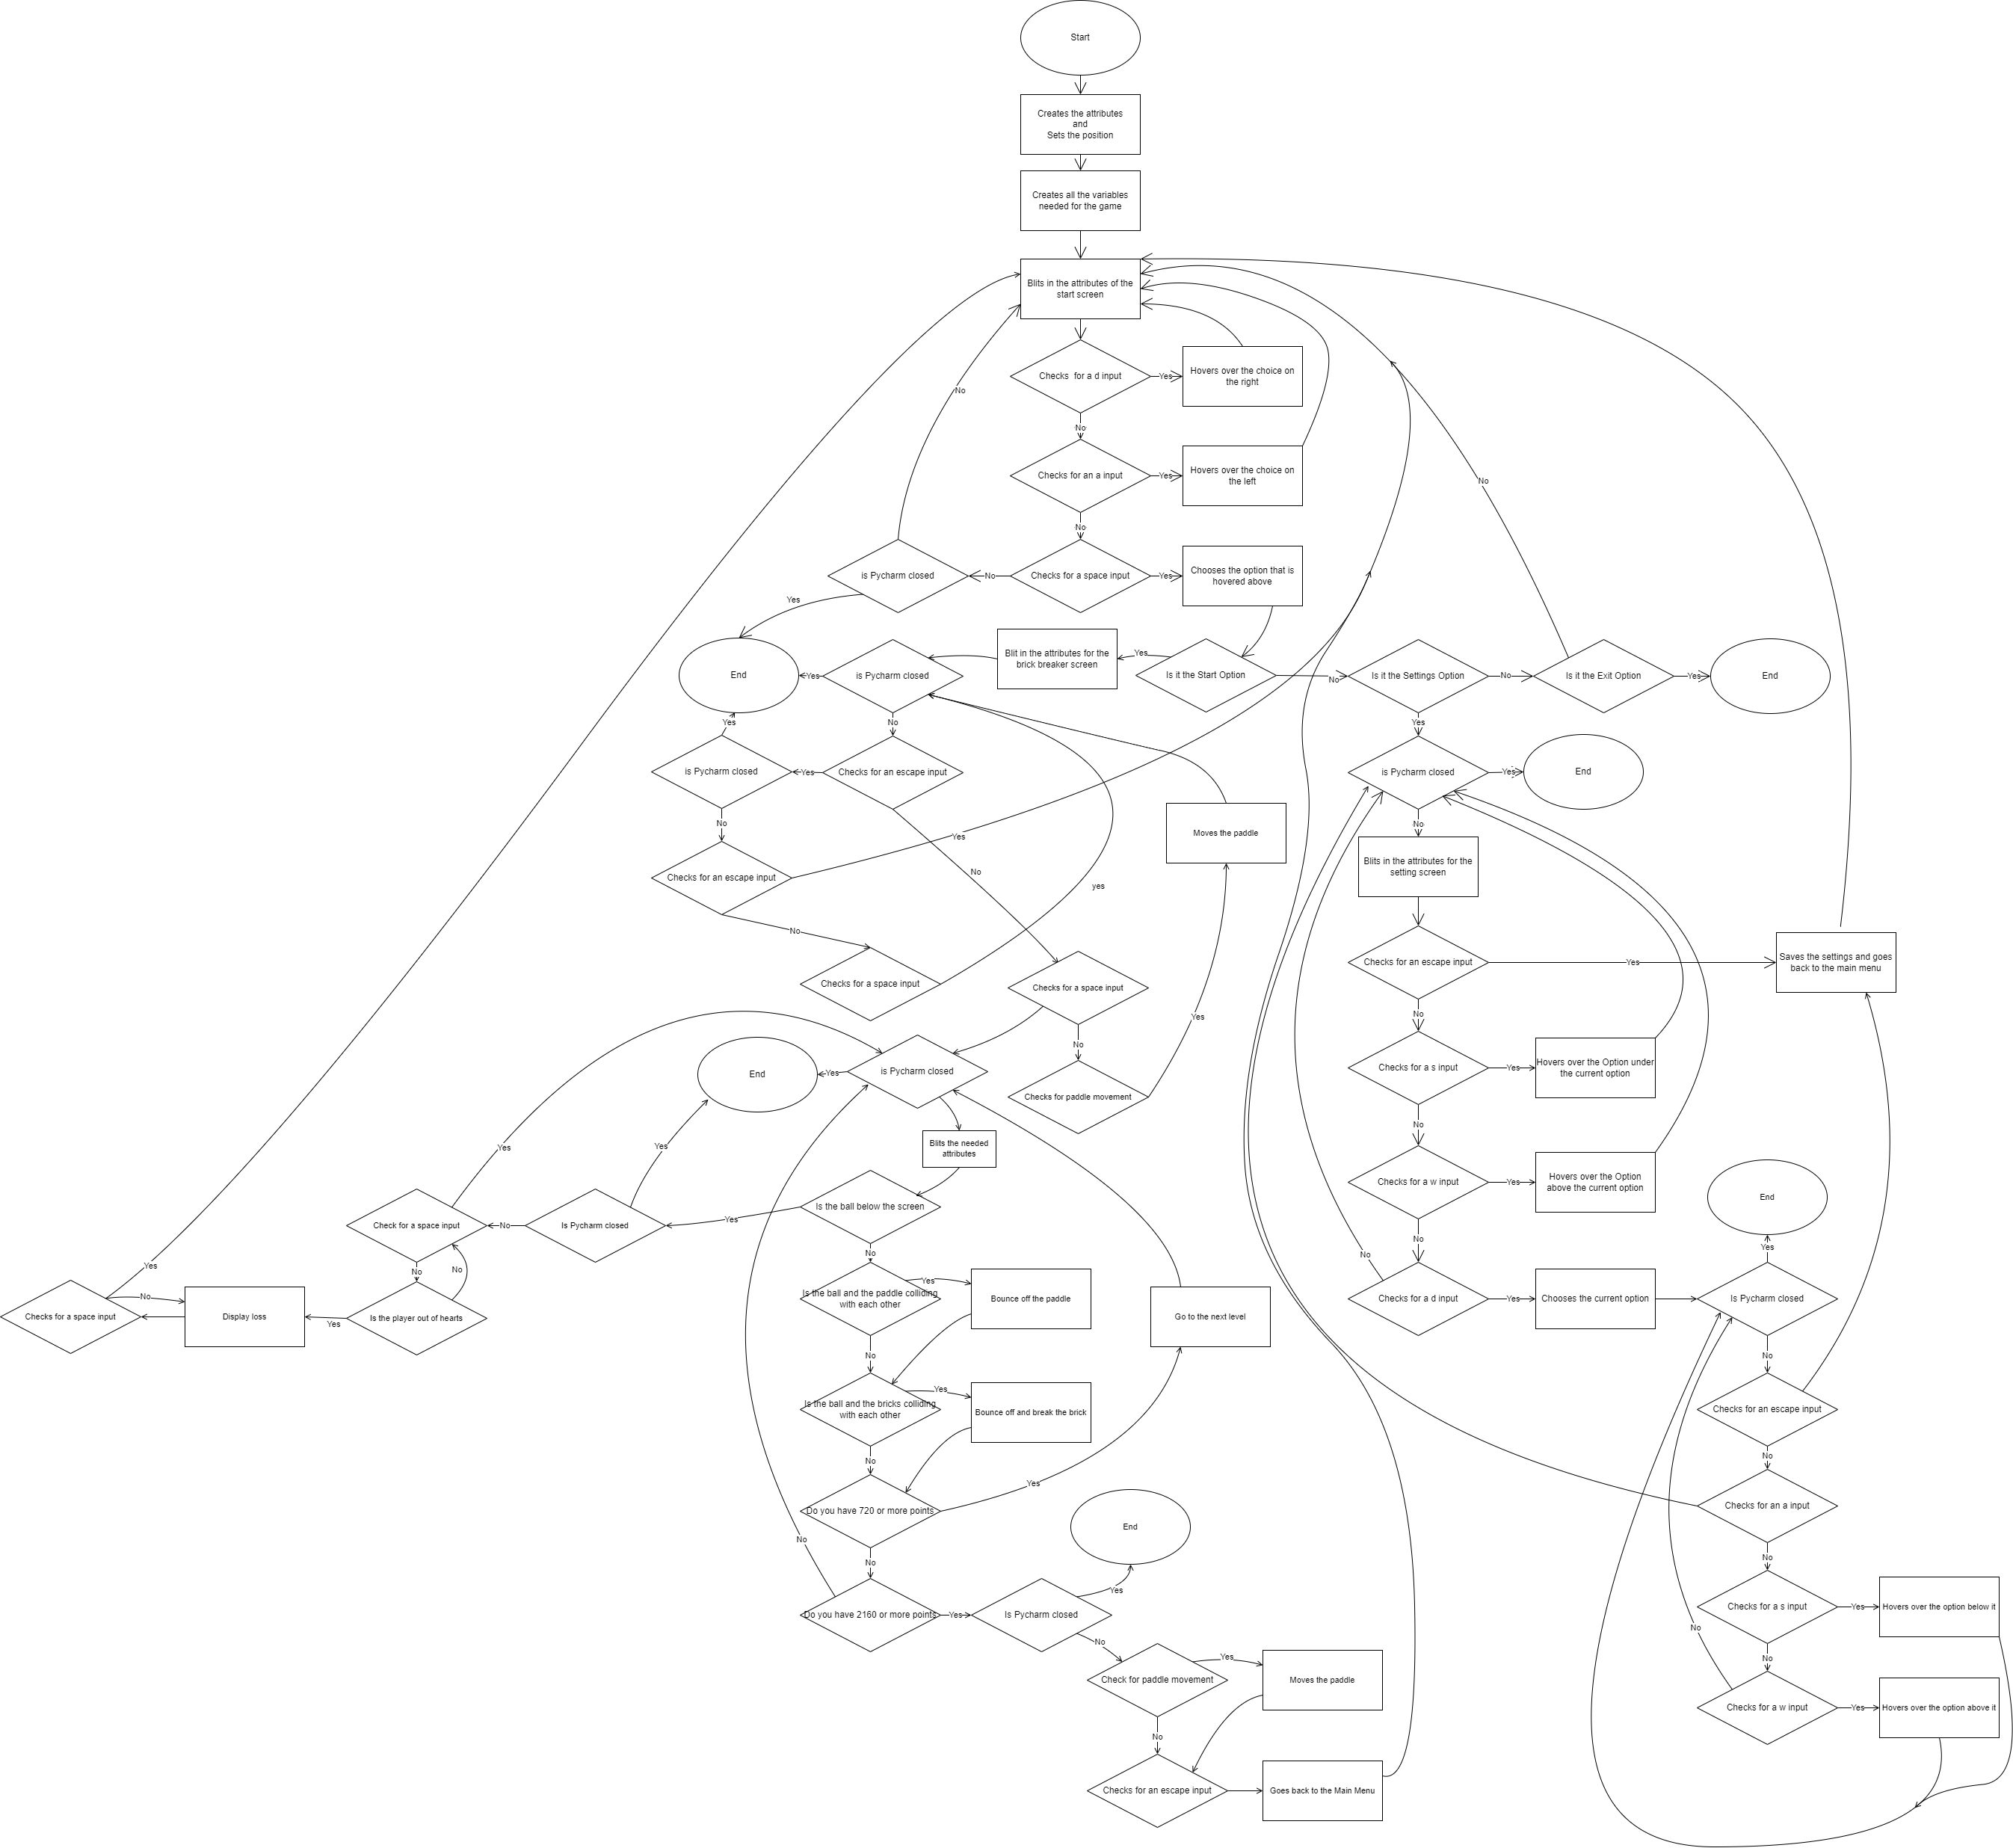 Start
Creates the attributes
and
Sets the position
Creates all the variables
needed for the game
Blits in the attributes of the
start screen
Checks  for a d input
Yes
Hovers over the choice on
the right
No
No
Checks for an a input
Yes
Hovers over the choice on
the left
No
No
is Pycharm closed
No
Checks for a space input
Yes
Chooses the option that is
hovered above
Yes
End
Yes
is Pycharm closed
Blit in the attributes for the
brick breaker screen
Yes
Is it the Start Option
No
Is it the Settings Option
No
Is it the Exit Option
Yes
End
Yes
No
Yes
is Pycharm closed
Yes
Checks for an escape input
is Pycharm closed
Yes
End
No
Yes
No
Moves the paddle
Blits in the attributes for the
setting screen
Checks for an escape input
No
yes
No
Checks for a space input
Checks for a space input
Checks for an escape input
Yes
Saves the settings and goes
back to the main menu
Yes
No
No
Checks for paddle movement
End
Yes
is Pycharm closed
Checks for a s input
Yes
Hovers over the Option under
the current option
Blits the needed
attributes
No
Yes
Yes
Checks for a w input
Yes
Hovers over the Option
above the current option
End
Check for a space input
No
Is Pycharm closed
Yes
Is the ball below the screen
No
No
Yes
Yes
No
No
No
Checks for a space input
No
Display loss
Yes
Is the player out of hearts
Is the ball and the paddle colliding
with each other
Yes
Bounce off the paddle
Go to the next level
Checks for a d input
Yes
Chooses the current option
Is Pycharm closed
No
No
Is the ball and the bricks colliding
with each other
Yes
Bounce off and break the brick
Checks for an escape input
No
No
Yes
Do you have 720 or more points
Checks for an a input
No
No
No
End
Do you have 2160 or more points
Yes
Is Pycharm closed
Yes
Checks for a s input
Yes
Hovers over the option below it
No
No
No
Check for paddle movement
Yes
Moves the paddle
Checks for a w input
Yes
Hovers over the option above it
No
Checks for an escape input
Goes back to the Main Menu